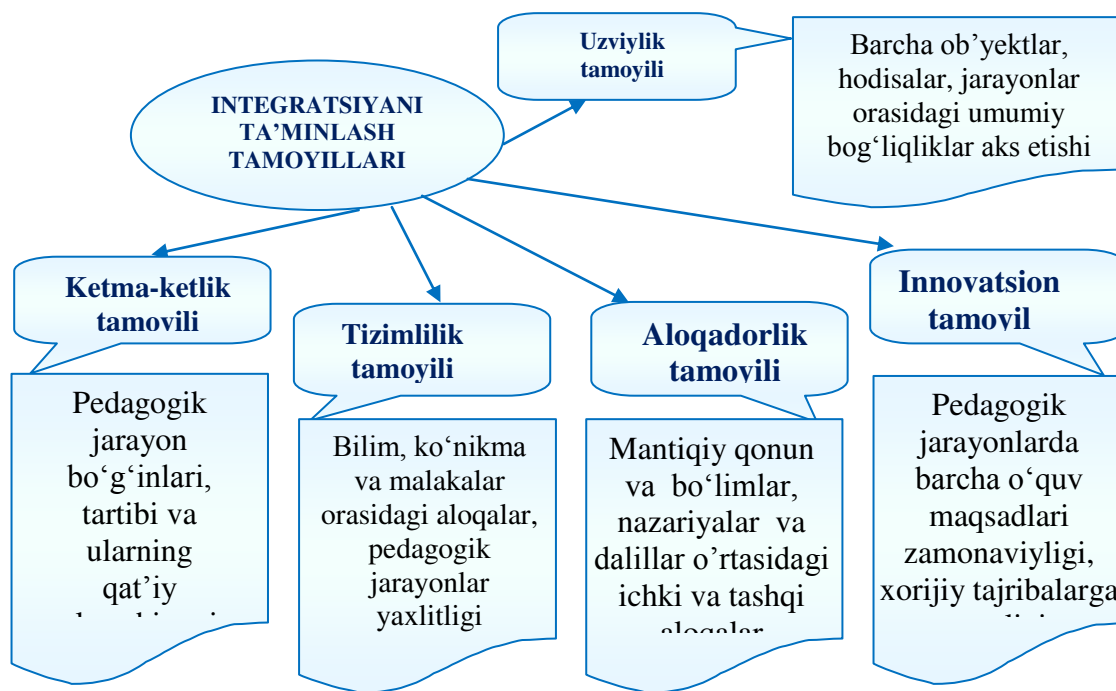 INTEGRATSIYANI
TA’MINLASH
TAMOYILLARI
Uzviylik
tamoyili
Barcha ob’yektlar,
hodisalar, jarayonlar
orasidagi umumiy
bog‘liqliklar aks etishi
Ketma-ketlik
tamoyili
Pedagogik
jarayon
bo‘g‘inlari,
tartibi va
ularning
qat’iy
Tizimlilik
tamoyili
Bilim, ko‘nikma
va malakalar
orasidagi aloqalar,
pedagogik
jarayonlar
yaxlitligi
Aloqadorlik
tamoyili
Mantiqiy qonun
va bo‘limlar,
nazariyalar va
dalillar o’rtasidagi
ichki va tashqi
aloqalar
Innovatsion
tamoyil
Pedagogik
jarayonlarda
barcha o‘quv
maqsadlari
zamonaviyligi,
xorijiy tajribalarga